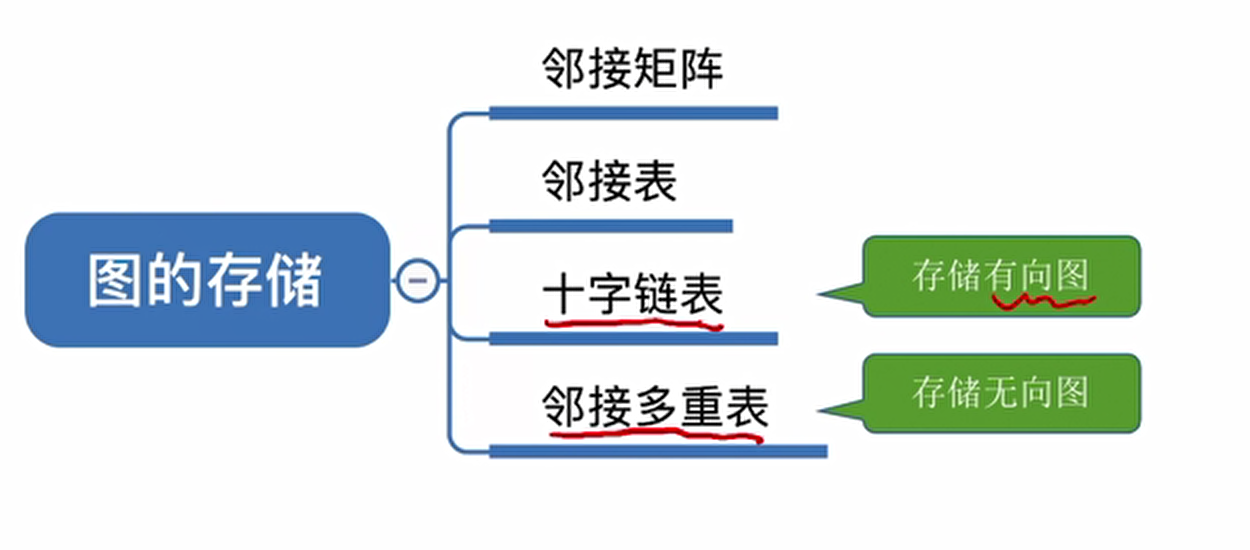 邻接矩阵
邻接表
图的存储
十字链表
存储有向图
邻接多重表
存储无向图